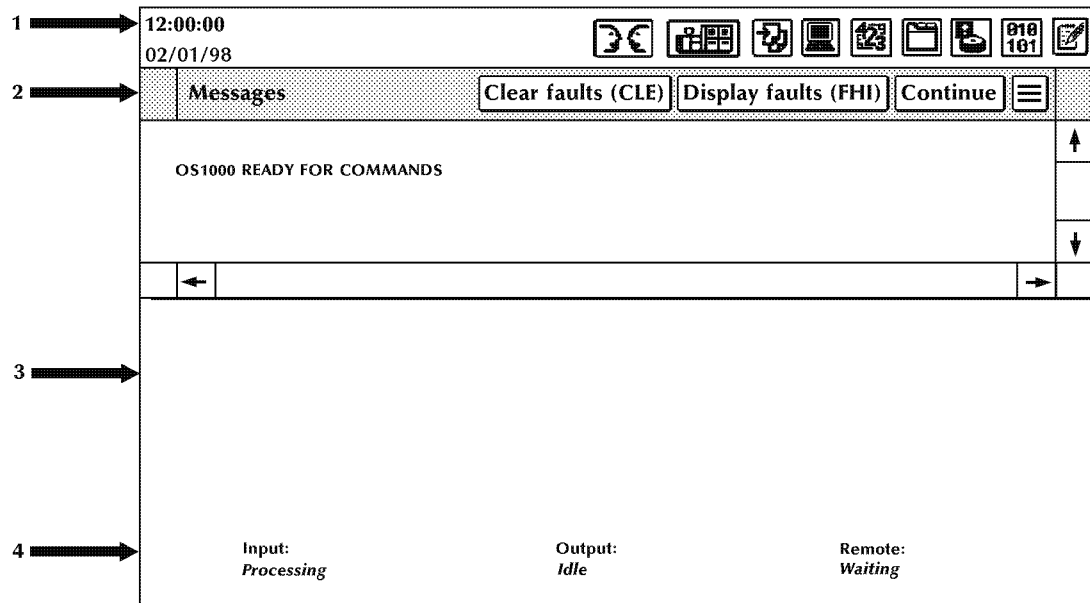 1
12:00:00
02/01/98
423
010
101
2
Messages
Clear faults (CLE)
Display faults (FHI)
Continue
OS1000 READY FOR COMMANDS
3
4
Input:
Output:
Remote:
Processing
Idle
Waiting